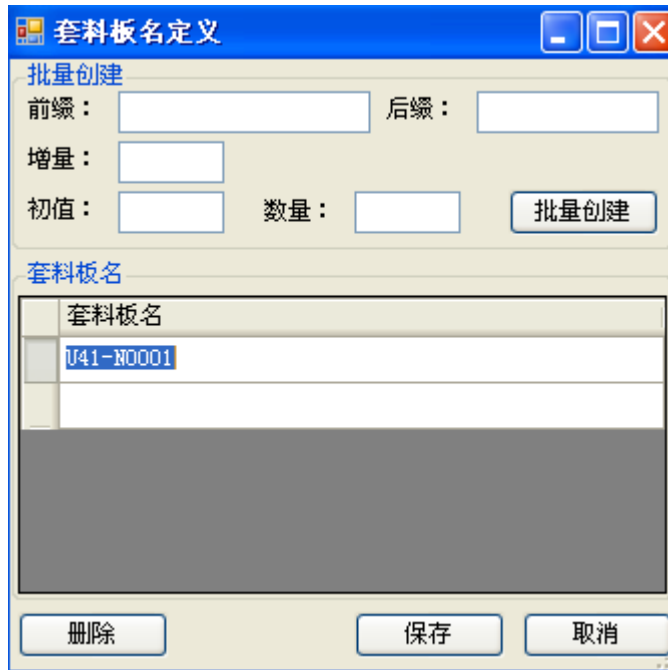 套料板名定义
批量创建
前缀： 后缀：
增量：
初值： 数量： 批量创建
套料板名
套料板名
U41-N0001
删除 保存 取消